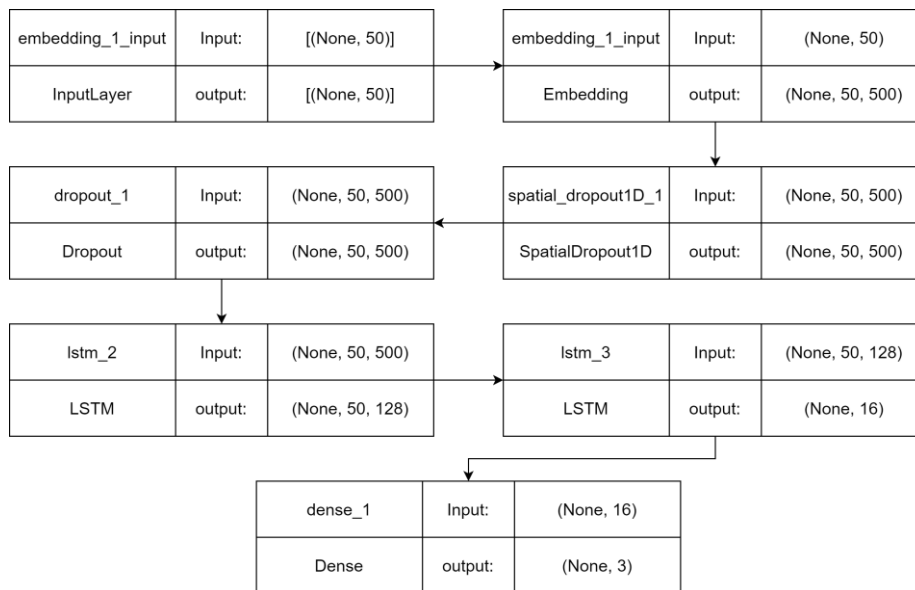 embedding_1_input Input: [(None, 50)]
InputLayer output: [(None, 50)]
embedding_1_input Input: (None, 50)
Embedding output: (None, 50, 500)
spatial_dropout1D_1 Input: (None, 50, 500)
SpatialDropout1D output: (None, 50, 500)
dropout_1 Input: (None, 50, 500)
Dropout output: (None, 50, 500)
lstm_2 Input: (None, 50, 500)
LSTM output: (None, 50, 128)
lstm_3 Input: (None, 50, 128)
LSTM output: (None, 16)
dense_1 Input: (None, 16)
Dense output: (None, 3)